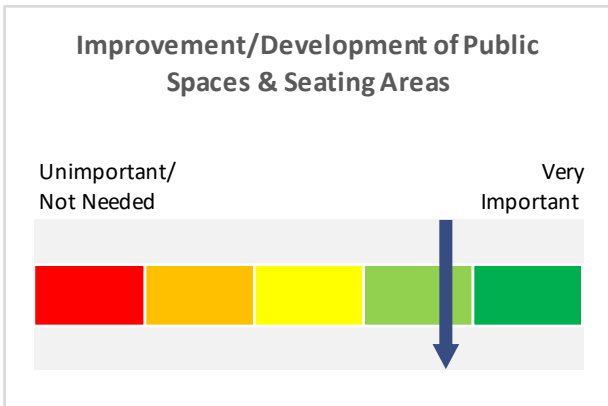 Improvement/Development of Public
Spaces & Seating Areas
Unimportant/
Not Needed
Very
Important